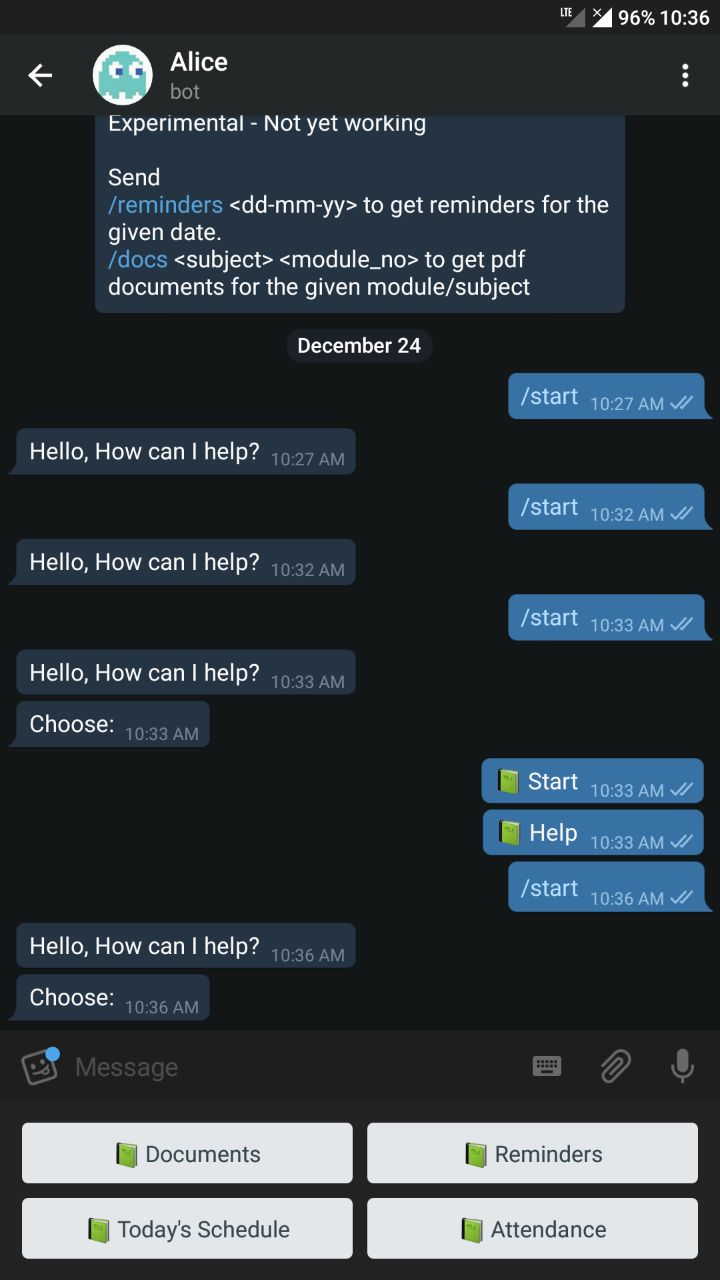 LTE 96% 10:36
Alice
bot
Experimental - Not yet working
Send
/reminders <dd-mm-yy> to get reminders for the
given date.
/docs <subject> <module_no> to get pdf
documents for the given module/subject
December 24
/start 10:27 AM
Hello, How can I help? 10:27 AM
/start 10:32 AM
Hello, How can I help? 10:32 AM
/start 10:33 AM
Hello, How can I help? 10:33 AM
Choose: 10:33 AM
📗 Start 10:33 AM
📗 Help 10:33 AM
/start 10:36 AM
Hello, How can I help? 10:36 AM
Choose: 10:36 AM
Message
📗 Documents
📗 Reminders
📗 Today's Schedule
📗 Attendance